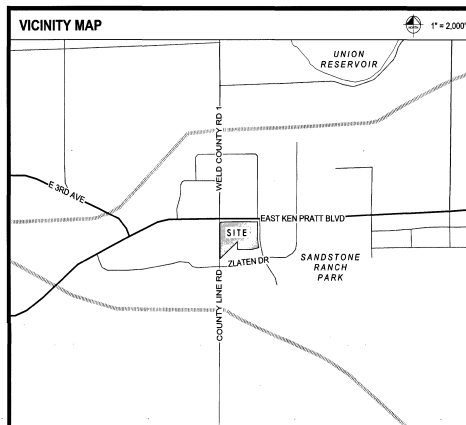 VICINITY MAP
NORTH
1" = 2,000'
UNION
RESERVOIR
WELD COUNTY RD 1
E 3RD AVE
EAST KEN PRATT BLVD
SITE
ZLATEN DR
SANDSTONE
RANCH
PARK
COUNTY LINE RD